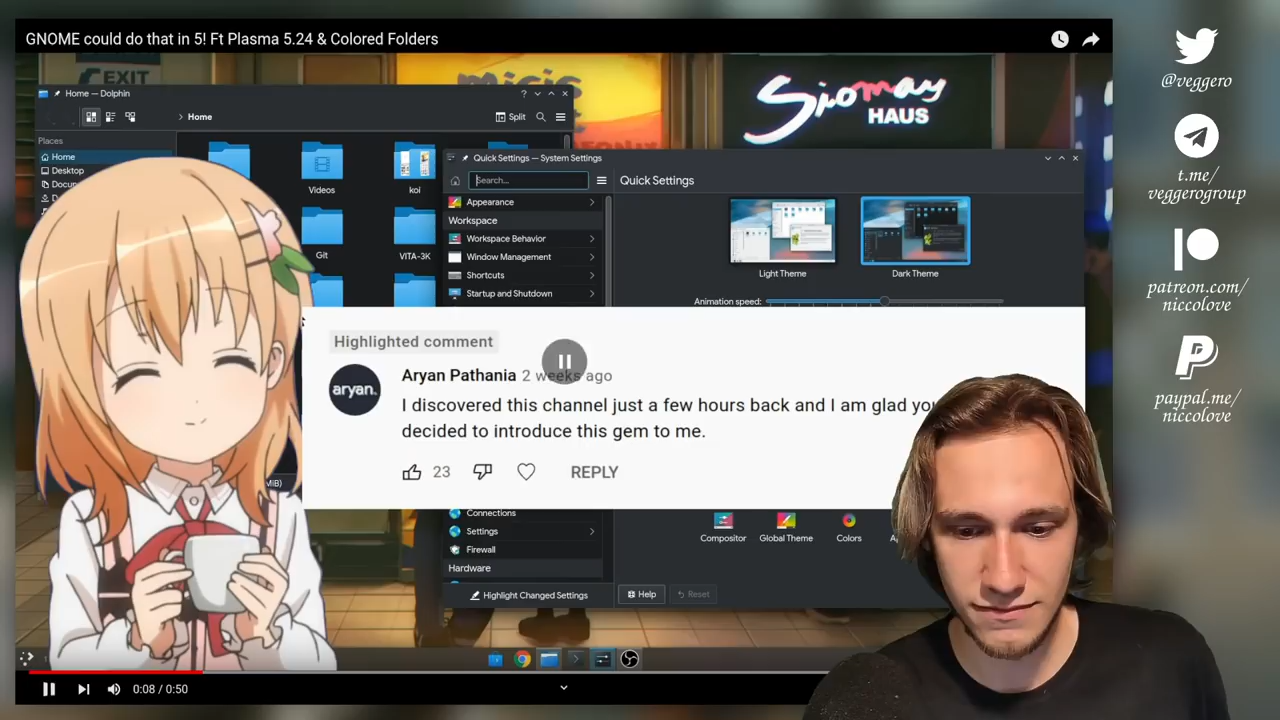 GNOME could do that in 5! Ft Plasma 5.24 & Colored Folders
@veggero
t.me/
veggerogroup
patreon.com/
niccolove
paypal.me/
niccolove
EXIT
Siomay
HAUS
Home — Dolphin
Home
Split
Places
Home
Desktop
Videos
koi
Git
VITA-3K
Quick Settings — System Settings
Search...
Quick Settings
Appearance
Workspace
Workspace Behavior
Window Management
Shortcuts
Startup and Shutdown
Light Theme
Dark Theme
Animation speed:
Highlighted comment
aryan.
Aryan Pathania 2 weeks ago
I discovered this channel just a few hours back and I am glad
decided to introduce this gem to me.
23
REPLY
MiB)
Connections
Settings
Firewall
Hardware
Compositor
Global Theme
Colors
Highlight Changed Settings
Help
Reset
0:08 / 0:50